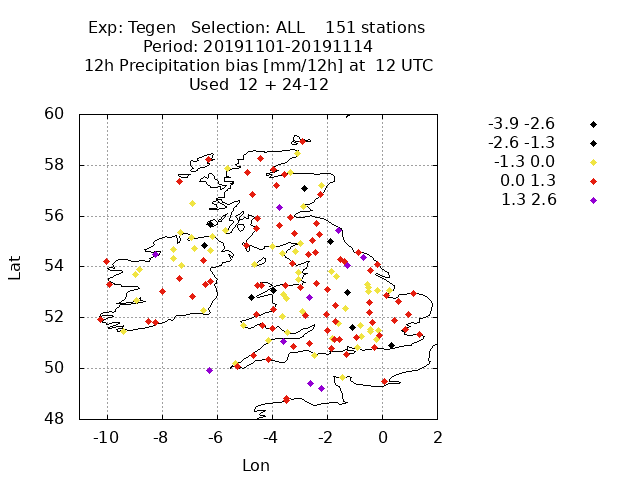 Exp: Tegen Selection: ALL 151 stations
Period: 20191101-20191114
12h Precipitation bias [mm/12h] at 12 UTC
Used 12 + 24-12
-3.9 -2.6
-2.6 -1.3
-1.3 0.0
0.0 1.3
1.3 2.6
60
58
56
54
52
50
48
Lat
-10 -8 -6 -4 -2 0 2
Lon